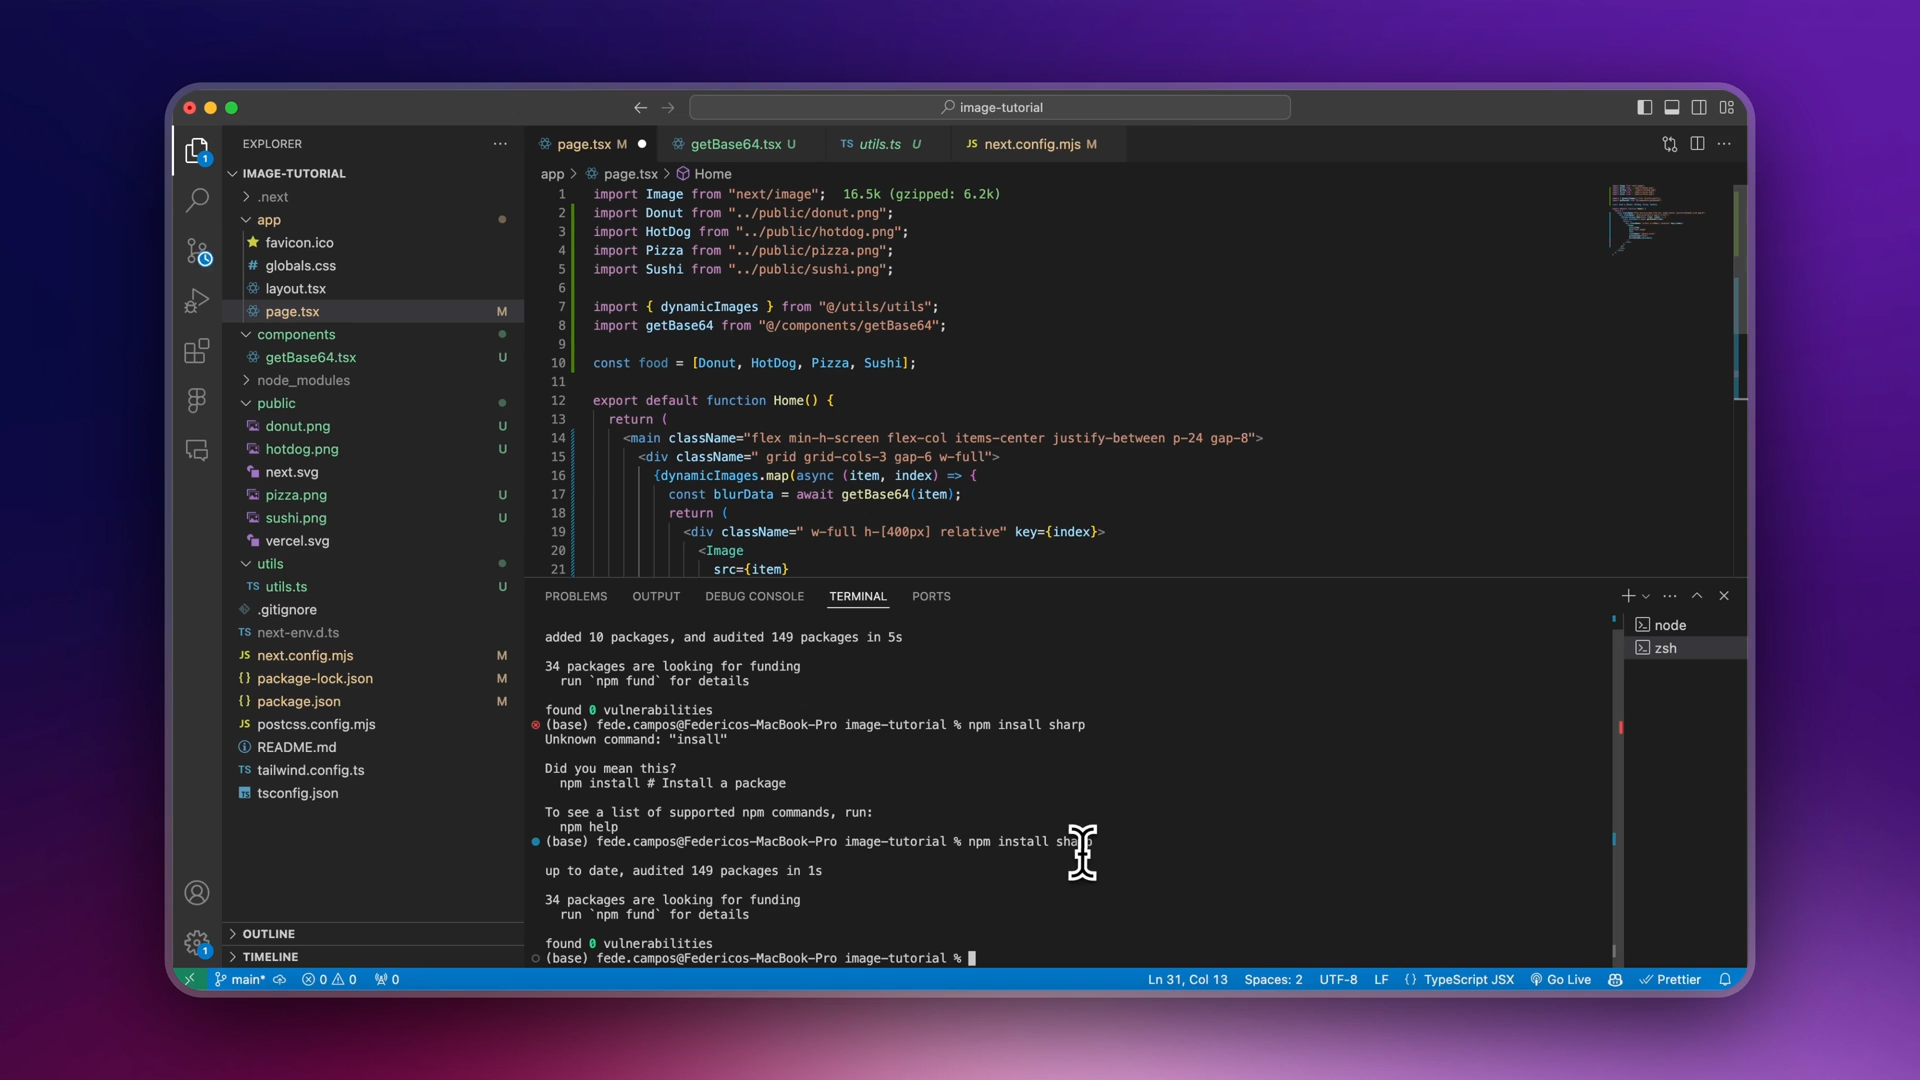 image-tutorial
EXPLORER
page.tsx M
getBase64.tsx U
TS utils.ts U
JS next.config.mjs M
1
IMAGE-TUTORIAL
app > page.tsx > Home
.next
app
favicon.ico
# globals.css
layout.tsx
page.tsx M
components
getBase64.tsx U
node_modules
public
donut.png U
hotdog.png U
next.svg
pizza.png U
sushi.png U
vercel.svg
utils
TS utils.ts U
.gitignore
TS next-env.d.ts
JS next.config.mjs M
{} package-lock.json M
{} package.json M
JS postcss.config.mjs
README.md
TS tailwind.config.ts
TS tsconfig.json
OUTLINE
TIMELINE
1
1 import Image from "next/image"; 16.5k (gzipped: 6.2k)
2 import Donut from "../public/donut.png";
3 import HotDog from "../public/hotdog.png";
4 import Pizza from "../public/pizza.png";
5 import Sushi from "../public/sushi.png";
6
7 import { dynamicImages } from "@/utils/utils";
8 import getBase64 from "@/components/getBase64";
9
10 const food = [Donut, HotDog, Pizza, Sushi];
11
12 export default function Home() {
13 return (
14 <main className="flex min-h-screen flex-col items-center justify-between p-24 gap-8">
15 <div className=" grid grid-cols-3 gap-6 w-full">
16 {dynamicImages.map(async (item, index) => {
17 const blurData = await getBase64(item);
18 return (
19 <div className=" w-full h-[400px] relative" key={index}>
20 <Image
21 src={item}
PROBLEMS OUTPUT DEBUG CONSOLE TERMINAL PORTS
node
zsh
added 10 packages, and audited 149 packages in 5s
34 packages are looking for funding
run `npm fund` for details
found 0 vulnerabilities
(base) fede.campos@Federicos-MacBook-Pro image-tutorial % npm insall sharp
Unknown command: "insall"
Did you mean this?
npm install # Install a package
To see a list of supported npm commands, run:
npm help
(base) fede.campos@Federicos-MacBook-Pro image-tutorial % npm install sharp
up to date, audited 149 packages in 1s
34 packages are looking for funding
run `npm fund` for details
found 0 vulnerabilities
(base) fede.campos@Federicos-MacBook-Pro image-tutorial %
main* 0 0 0 Ln 31, Col 13 Spaces: 2 UTF-8 LF {} TypeScript JSX Go Live Prettier